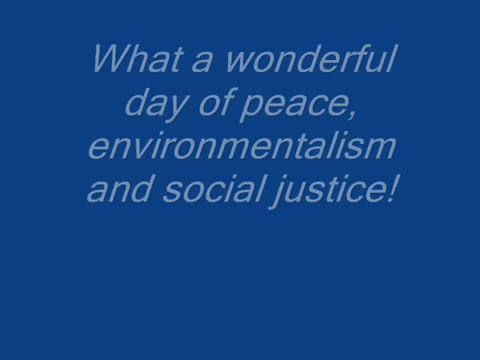 What a wonderful
day of peace,
environmentalism
and social justice!